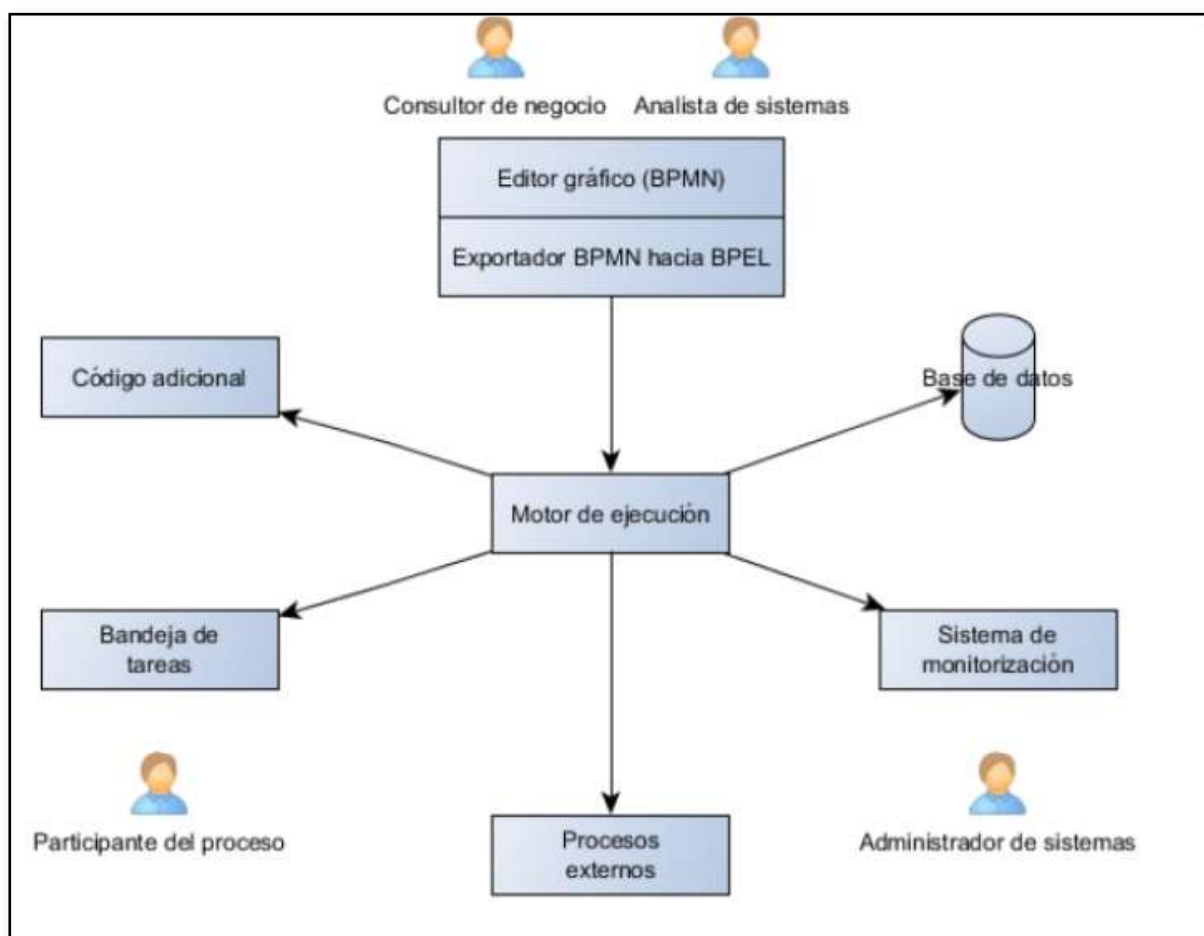 Consultor de negocio
Analista de sistemas
Editor gráfico (BPMN)
Exportador BPMN hacia BPEL
Código adicional
Base de datos
Motor de ejecución
Bandeja de
tareas
Sistema de
monitorización
Participante del proceso
Procesos
externos
Administrador de sistemas